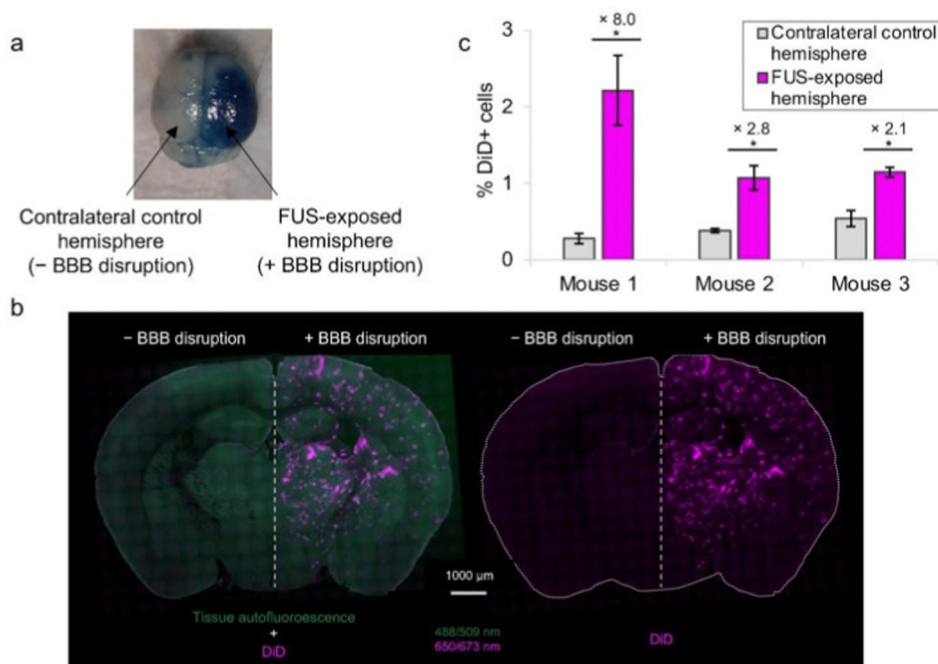 a
Contralateral control
hemisphere
(− BBB disruption)
FUS-exposed
hemisphere
(+ BBB disruption)
c
% DiD+ cells
3
2
1
0
× 8.0
*
× 2.8
*
× 2.1
*
Contralateral control
hemisphere
FUS-exposed
hemisphere
Mouse 1
Mouse 2
Mouse 3
b
− BBB disruption
+ BBB disruption
− BBB disruption
+ BBB disruption
1000 µm
Tissue autofluoroescence
+
DiD
488/509 nm
650/673 nm
DiD